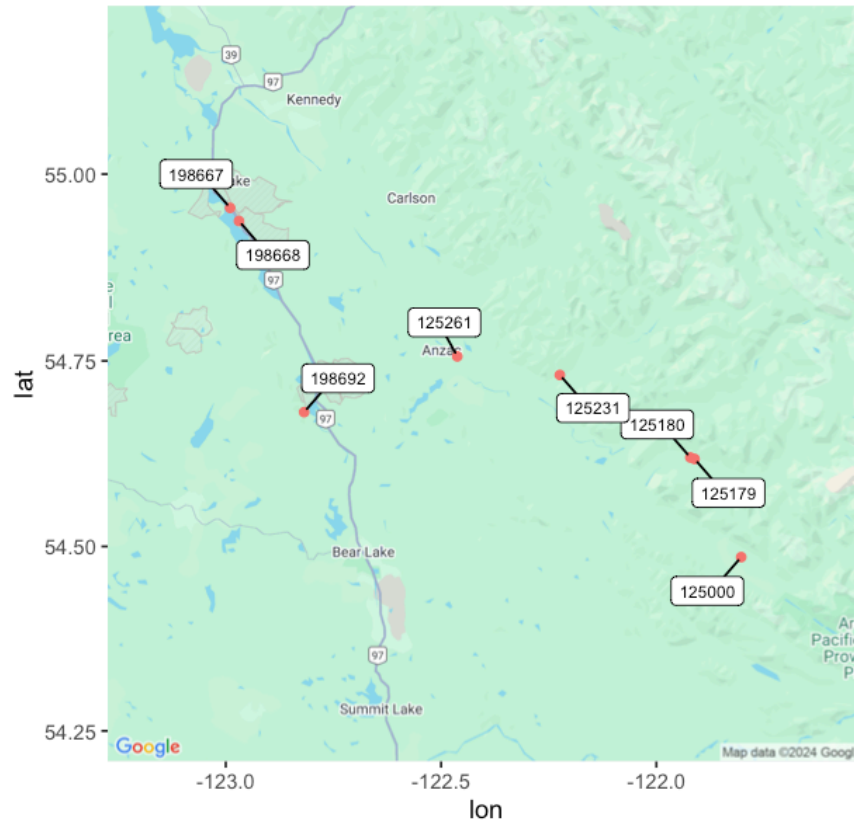 39
97
Kennedy
55.00
198667
ake
Carlson
198668
97
125261
Anzac
rea
54.75
198692
97
125231
125180
125179
54.50
Bear Lake
125000
97
Pacific
Prov
P
Summit Lake
54.25
Google
Map data ©2024 Google
-123.0
-122.5
-122.0
lat
lon